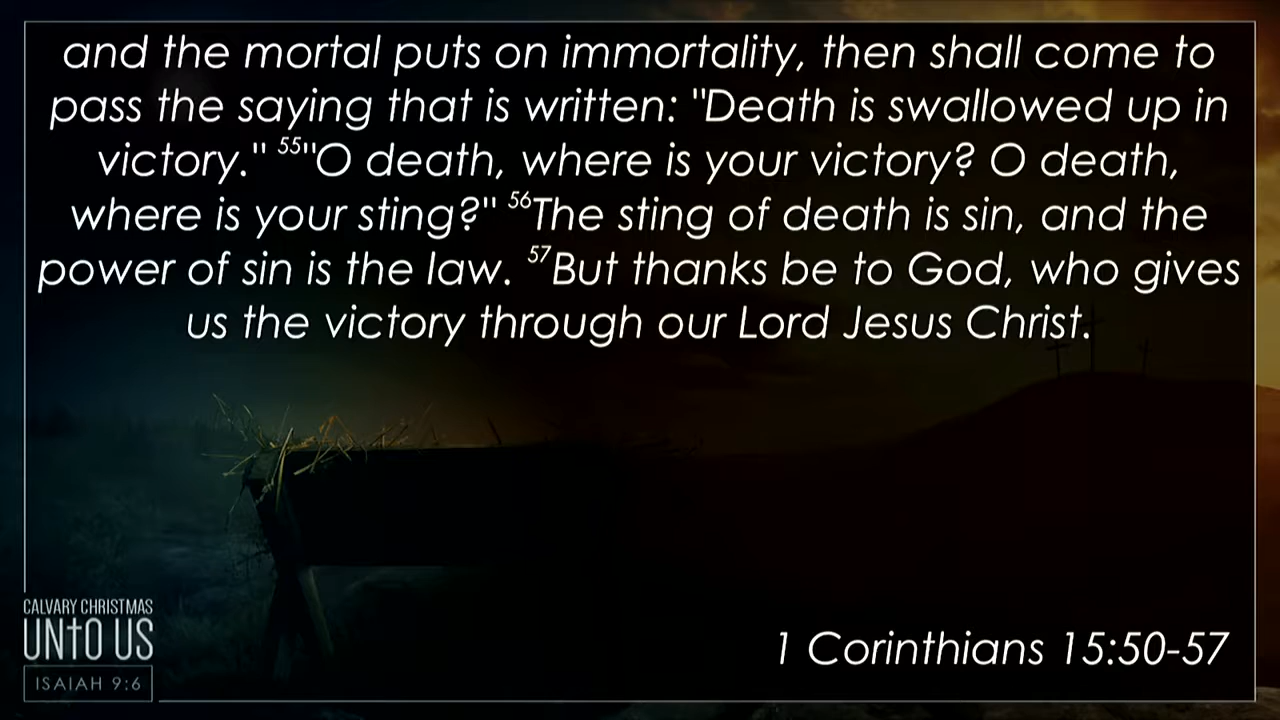 and the mortal puts on immortality, then shall come to
pass the saying that is written: "Death is swallowed up in
victory." 55"O death, where is your victory? O death,
where is your sting?" 56The sting of death is sin, and the
power of sin is the law. 57But thanks be to God, who gives
us the victory through our Lord Jesus Christ.
CALVARY CHRISTMAS
UNTO US
ISAIAH 9:6
1 Corinthians 15:50-57